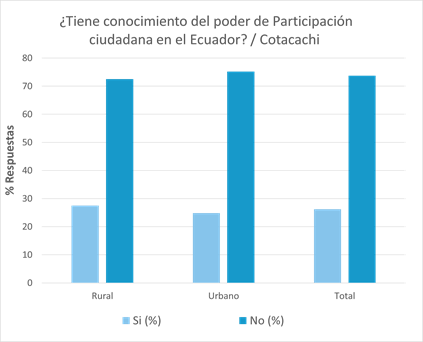 ¿Tiene conocimiento del poder de Participación
ciudadana en el Ecuador? / Cotacachi
% Respuestas
80
70
60
50
40
30
20
10
0
Rural Urbano Total
Si (%) No (%)